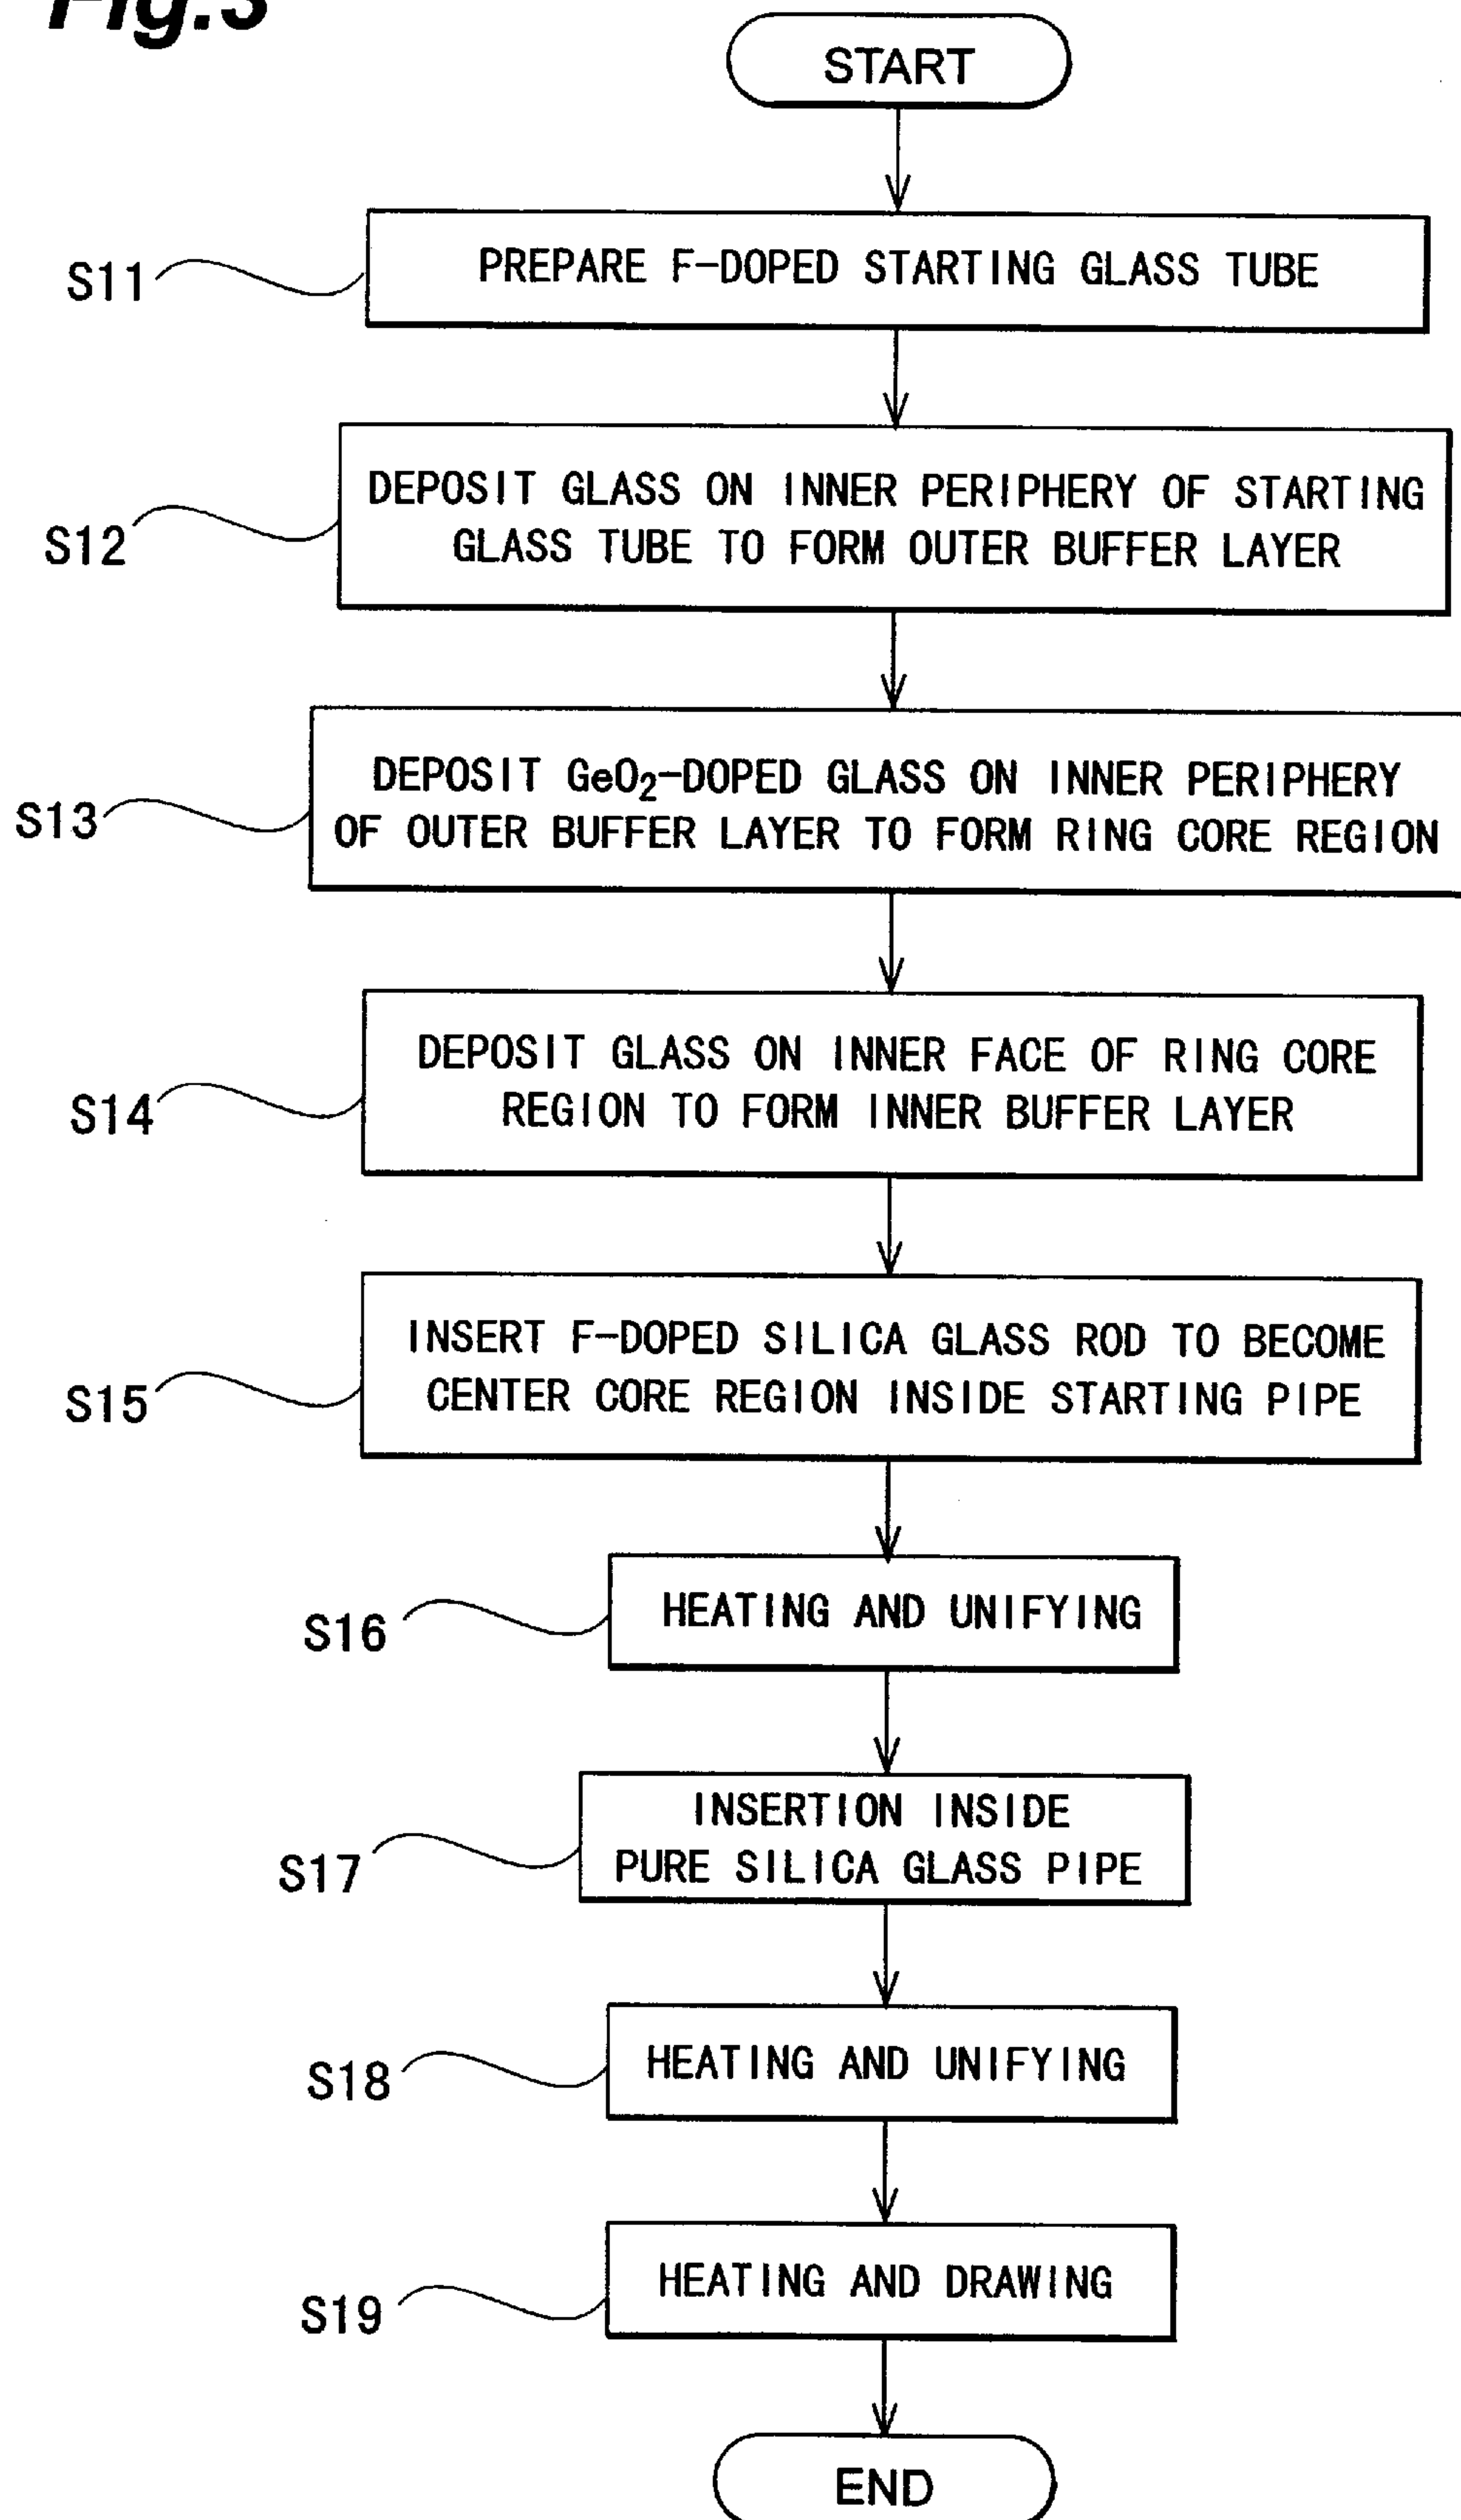 Fig.3
START
S11
PREPARE F-DOPED STARTING GLASS TUBE
S12
DEPOSIT GLASS ON INNER PERIPHERY OF STARTING
GLASS TUBE TO FORM OUTER BUFFER LAYER
S13
DEPOSIT GeO₂-DOPED GLASS ON INNER PERIPHERY
OF OUTER BUFFER LAYER TO FORM RING CORE REGION
S14
DEPOSIT GLASS ON INNER FACE OF RING CORE
REGION TO FORM INNER BUFFER LAYER
S15
INSERT F-DOPED SILICA GLASS ROD TO BECOME
CENTER CORE REGION INSIDE STARTING PIPE
S16
HEATING AND UNIFYING
S17
INSERTION INSIDE
PURE SILICA GLASS PIPE
S18
HEATING AND UNIFYING
S19
HEATING AND DRAWING
END